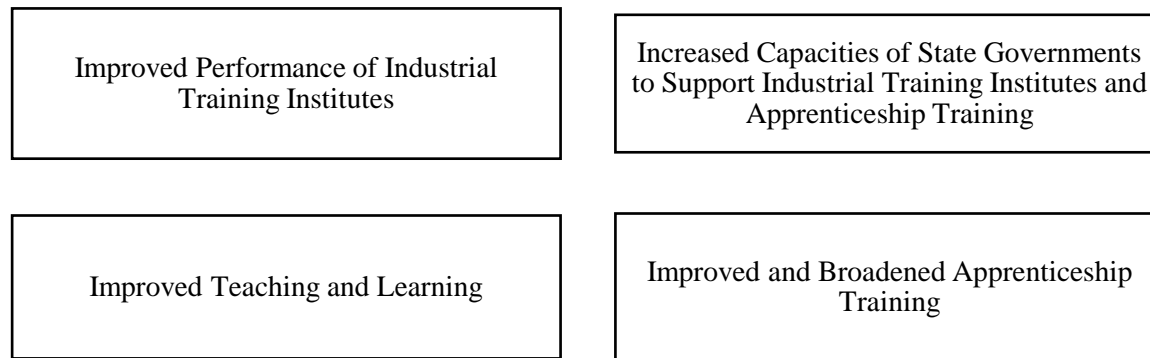 Improved Performance of Industrial
Training Institutes
Increased Capacities of State Governments
to Support Industrial Training Institutes and
Apprenticeship Training
Improved Teaching and Learning
Improved and Broadened Apprenticeship
Training